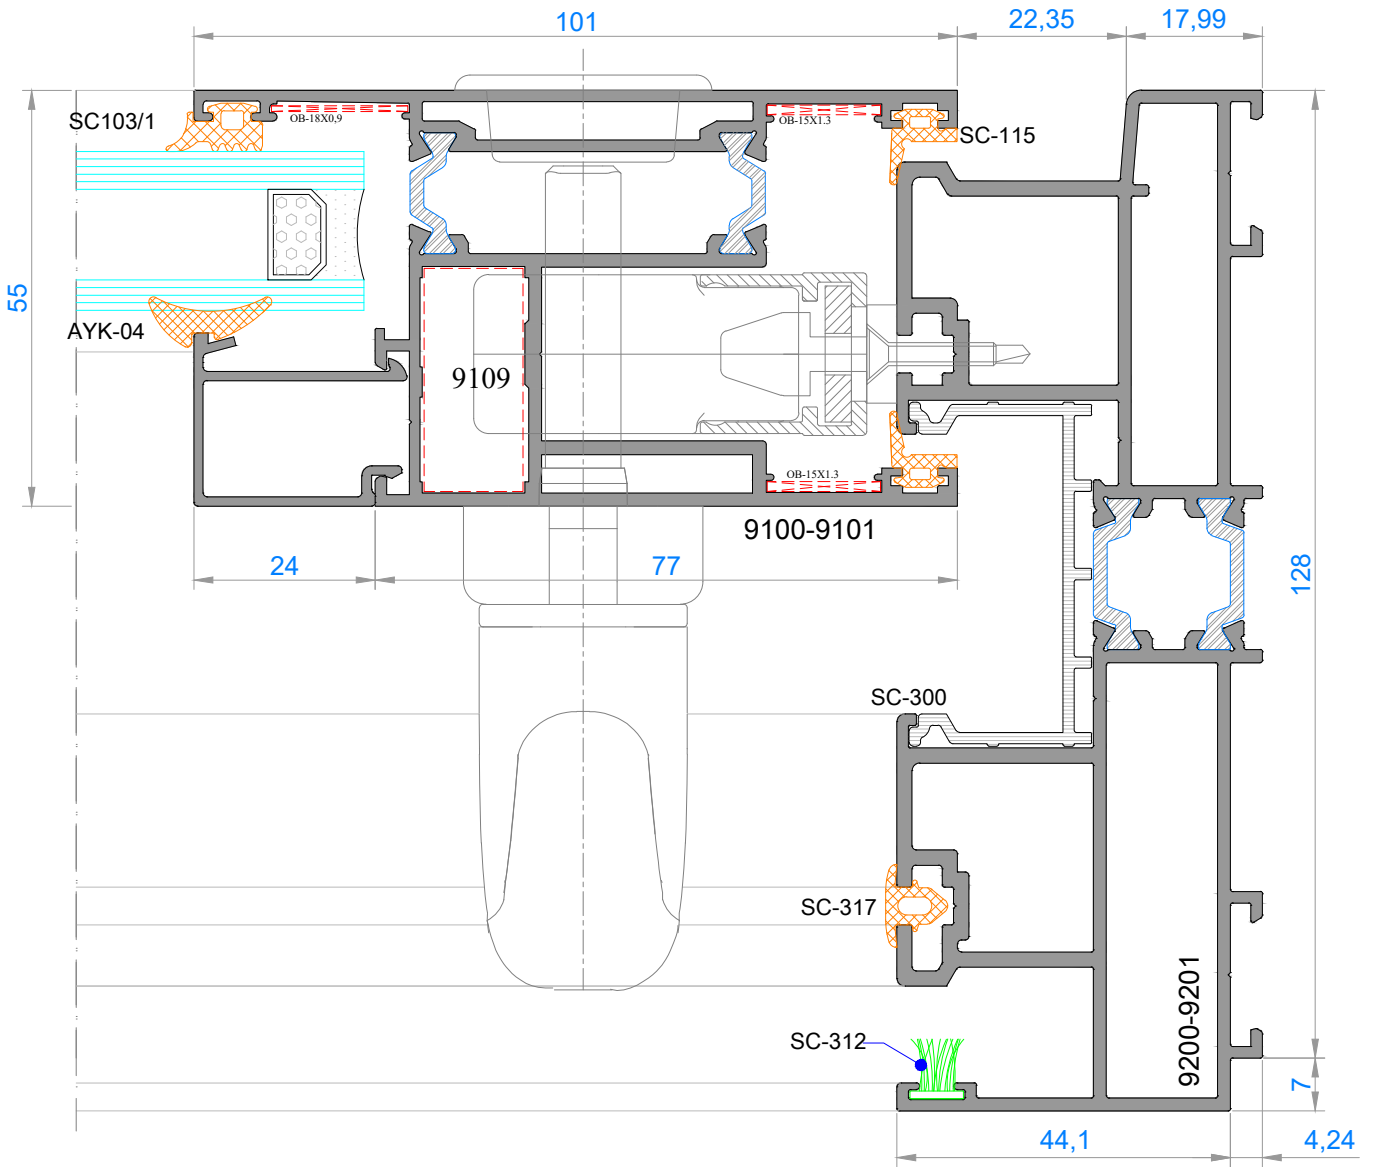 101
22,35
17,99
SC103/1
OB-18X0,9
OB-15X1.3
SC-115
55
AYK-04
9109
OB-15X1.3
9100-9101
24
77
128
SC-300
SC-317
9200-9201
SC-312
7
44,1
4,24